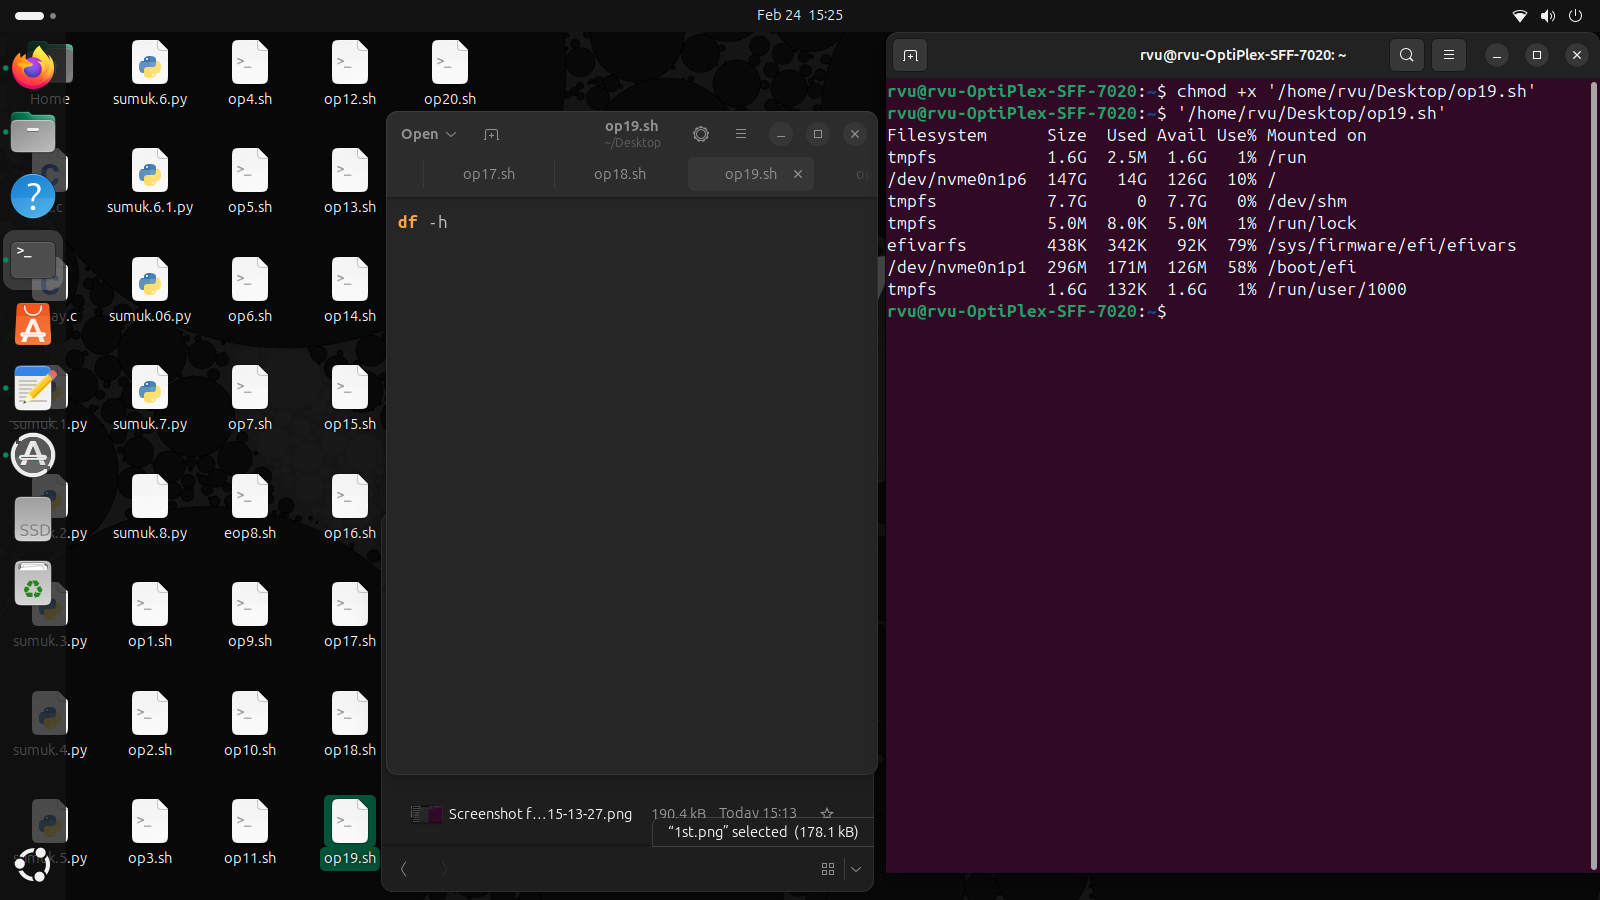 Feb 24 15:25
Home
sumuk.6.py
op4.sh
op12.sh
op20.sh
.c
sumuk.6.1.py
op5.sh
op13.sh
ay.c
sumuk.06.py
op6.sh
op14.sh
sumuk.1.py
sumuk.7.py
op7.sh
op15.sh
SSD
.2.py
sumuk.8.py
eop8.sh
op16.sh
sumuk.3.py
op1.sh
op9.sh
op17.sh
sumuk.4.py
op2.sh
op10.sh
op18.sh
.5.py
op3.sh
op11.sh
op19.sh
Open
op19.sh
~/Desktop
op17.sh
op18.sh
op19.sh
df -h
Screenshot f…15-13-27.png 190.4 kB Today 15:13
“1st.png” selected (178.1 kB)
rvu@rvu-OptiPlex-SFF-7020: ~
rvu@rvu-OptiPlex-SFF-7020:~$ chmod +x '/home/rvu/Desktop/op19.sh'
rvu@rvu-OptiPlex-SFF-7020:~$ '/home/rvu/Desktop/op19.sh'
Filesystem Size Used Avail Use% Mounted on
tmpfs 1.6G 2.5M 1.6G 1% /run
/dev/nvme0n1p6 147G 14G 126G 10% /
tmpfs 7.7G 0 7.7G 0% /dev/shm
tmpfs 5.0M 8.0K 5.0M 1% /run/lock
efivarfs 438K 342K 92K 79% /sys/firmware/efi/efivars
/dev/nvme0n1p1 296M 171M 126M 58% /boot/efi
tmpfs 1.6G 132K 1.6G 1% /run/user/1000
rvu@rvu-OptiPlex-SFF-7020:~$